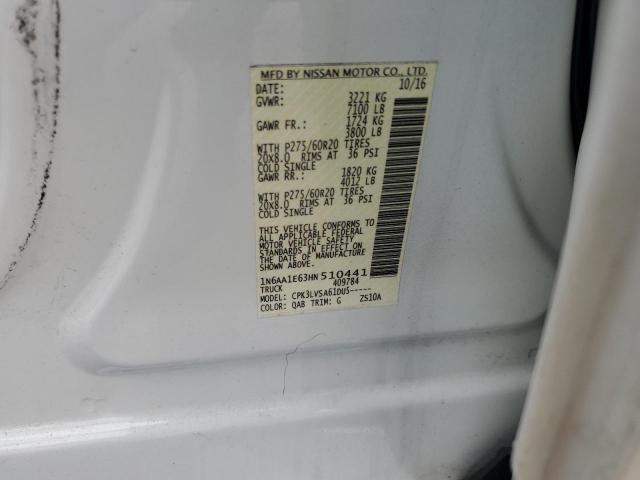 MFD BY NISSAN MOTOR CO., LTD.
DATE: 10/16
GVWR: 3221 KG
7100 LB
GAWR FR.: 1724 KG
3800 LB
WITH P275/60R20 TIRES
20X8.0 RIMS AT 36 PSI
COLD SINGLE
GAWR RR.: 1820 KG
4012 LB
WITH P275/60R20 TIRES
20X8.0 RIMS AT 36 PSI
COLD SINGLE
THIS VEHICLE CONFORMS TO
ALL APPLICABLE FEDERAL
MOTOR VEHICLE SAFETY
STANDARDS IN EFFECT ON
THE DATE OF MANUFACTURE
SHOWN ABOVE.
1N6AA1E63HN510441
TRUCK 409784
MODEL: CPK3LVSA61DU5-----
COLOR: QAB TRIM: G ZS10A